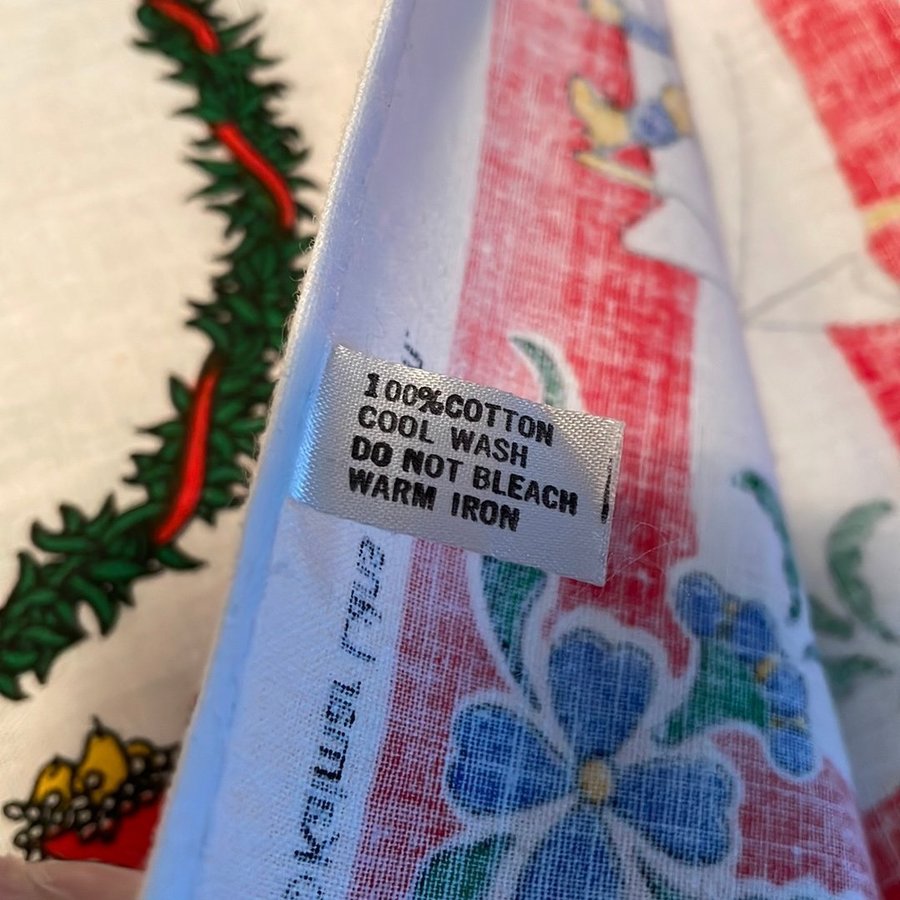 100%COTTON
COOL WASH
DO NOT BLEACH
WARM IRON